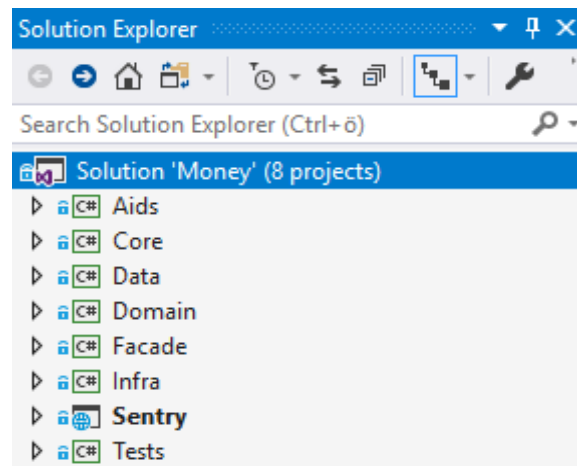 Solution Explorer
Search Solution Explorer (Ctrl+ö)
Solution 'Money' (8 projects)
C# Aids
C# Core
C# Data
C# Domain
C# Facade
C# Infra
Sentry
C# Tests